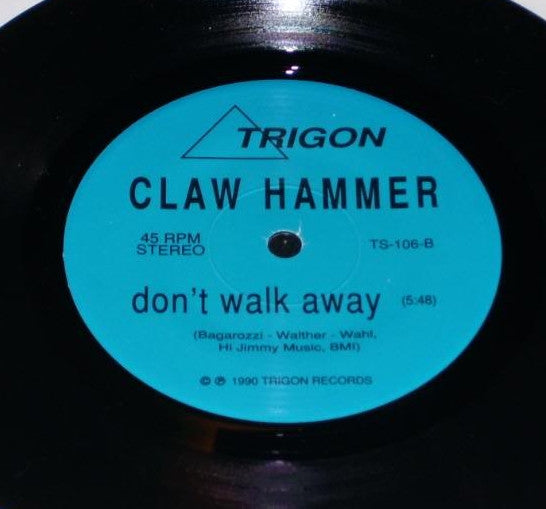 TRIGON
CLAW HAMMER
45 RPM
STEREO
TS-106-B
don't walk away (5:48)
(Bagarozzi - Walther - Wahl,
Hi Jimmy Music, BMI)
© ℗ 1990 TRIGON RECORDS